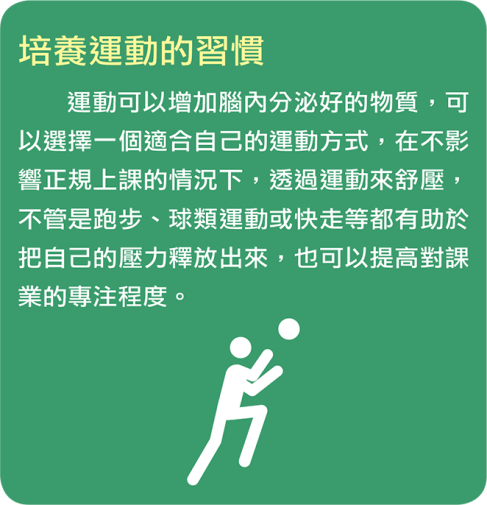 培養運動的習慣
運動可以增加腦內分泌好的物質，可
以選擇一個適合自己的運動方式，在不影
響正規上課的情況下，透過運動來舒壓，
不管是跑步、球類運動或快走等都有助於
把自己的壓力釋放出來，也可以提高對課
業的專注程度。